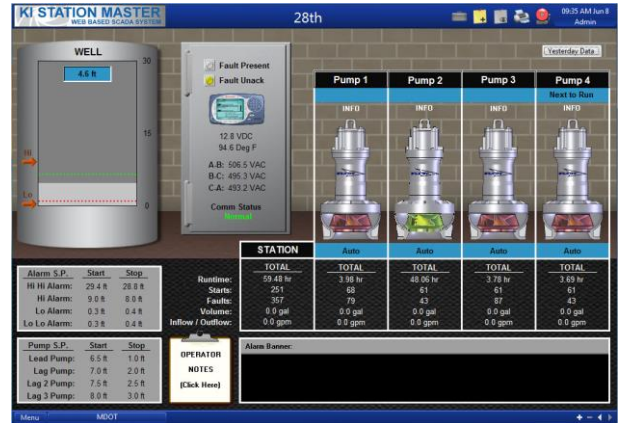 KI STATION MASTER
WEB BASED SCADA SYSTEM
28th
09:35 AM Jun 8
Admin
WELL
4.6 ft
30
15
0
Hi
Lo
Fault Present
Fault Unack
12.8 VDC
94.6 Deg F
A-B: 506.5 VAC
B-C: 495.3 VAC
C-A: 493.2 VAC
Comm Status
Normal
Yesterday Data
Pump 1 Pump 2 Pump 3 Pump 4
Next to Run
INFO INFO INFO INFO
STATION Auto Auto Auto Auto
TOTAL TOTAL TOTAL TOTAL TOTAL
Runtime: 59.48 hr 3.98 hr 48.06 hr 3.78 hr 3.69 hr
Starts: 251 68 61 61 61
Faults: 357 79 43 87 43
Volume: 0.0 gal 0.0 gal 0.0 gal 0.0 gal 0.0 gal
Inflow / Outflow: 0.0 gpm 0.0 gpm 0.0 gpm 0.0 gpm 0.0 gpm
Alarm S.P. Start Stop
Hi Hi Alarm: 29.4 ft 28.8 ft
Hi Alarm: 9.0 ft 8.0 ft
Lo Alarm: 0.3 ft 0.4 ft
Lo Lo Alarm: 0.3 ft 0.4 ft
Pump S.P. Start Stop
Lead Pump: 6.5 ft 1.0 ft
Lag Pump: 7.0 ft 2.0 ft
Lag 2 Pump: 7.5 ft 2.5 ft
Lag 3 Pump: 8.0 ft 3.0 ft
OPERATOR
NOTES
(Click Here)
Alarm Banner:
Menu MDOT